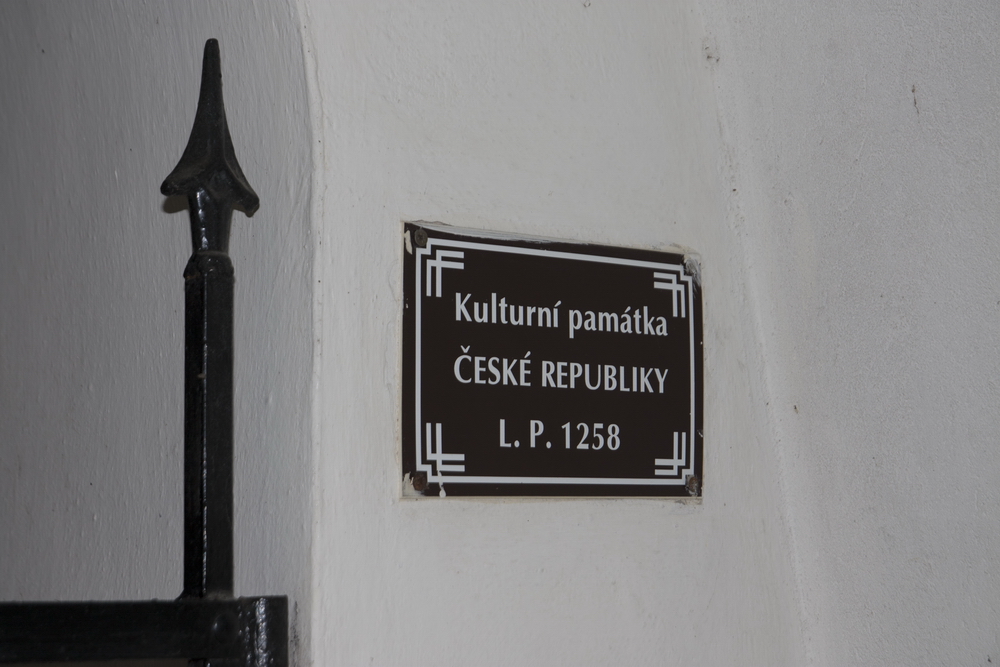 Kulturní památka
ČESKÉ REPUBLIKY
L. P. 1258